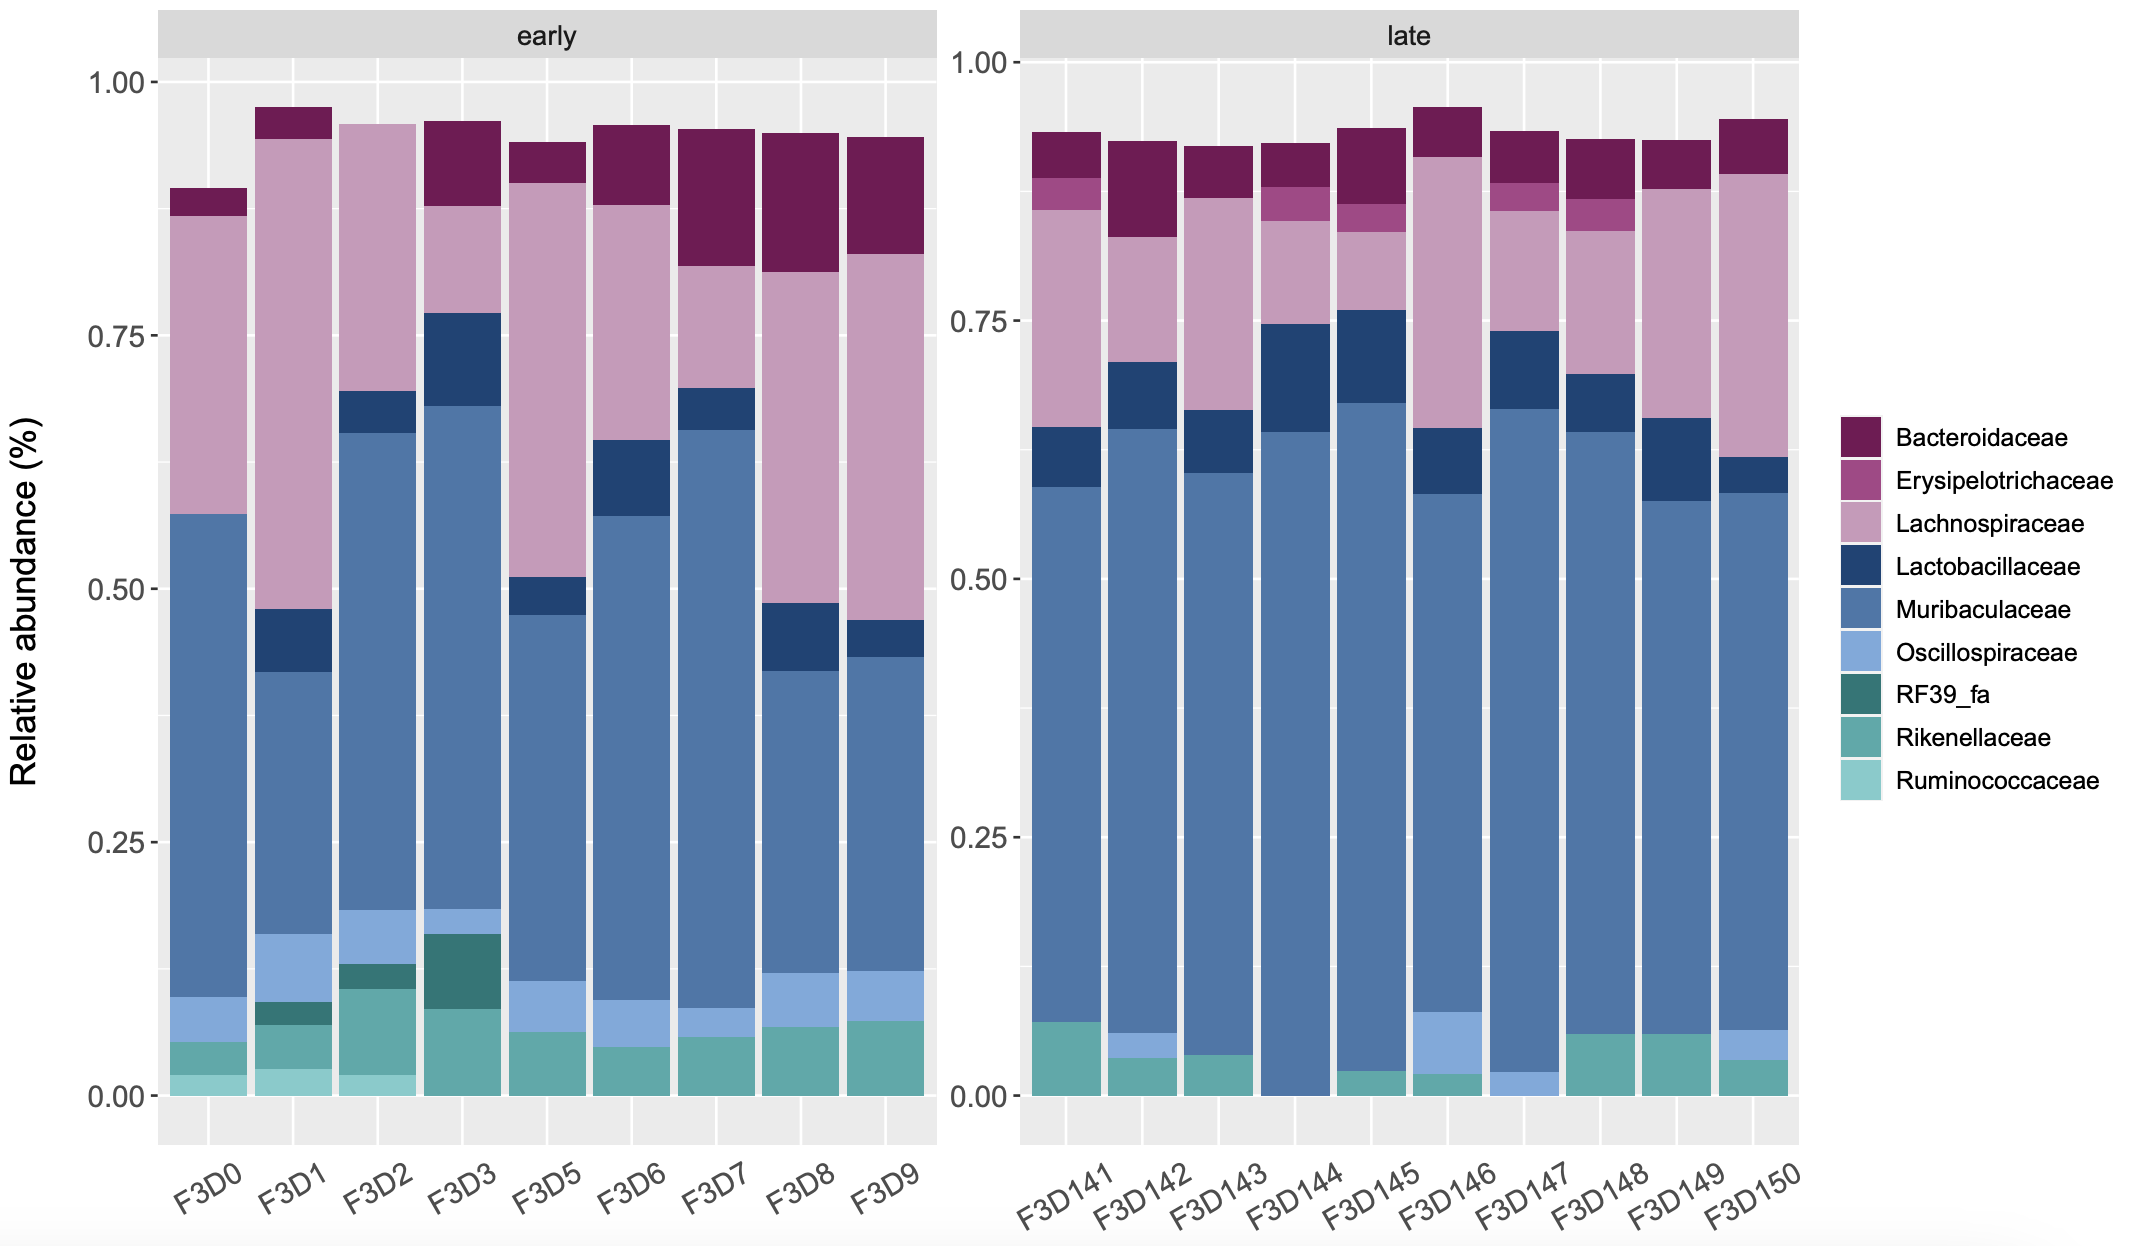 early
late
1.00
0.75
0.50
0.25
0.00
1.00
0.75
0.50
0.25
0.00
Relative abundance (%)
F3D0
F3D1
F3D2
F3D3
F3D5
F3D6
F3D7
F3D8
F3D9
F3D141
F3D142
F3D143
F3D144
F3D145
F3D146
F3D147
F3D148
F3D149
F3D150
Bacteroidaceae
Erysipelotrichaceae
Lachnospiraceae
Lactobacillaceae
Muribaculaceae
Oscillospiraceae
RF39_fa
Rikenellaceae
Ruminococcaceae